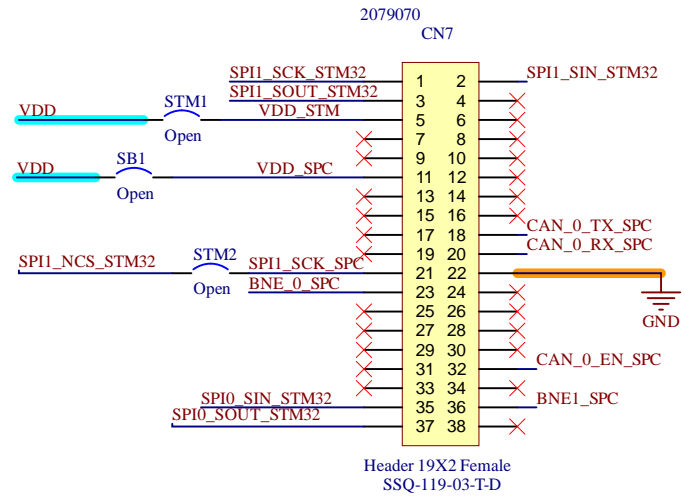 2079070
CN7
SPI1_SCK_STM32 1 2 SPI1_SIN_STM32
SPI1_SOUT_STM32 3 4
VDD STM1 VDD_STM 5 6
Open
7 8
9 10
VDD SB1 VDD_SPC 11 12
Open
13 14
15 16
17 18 CAN_0_TX_SPC
19 20 CAN_0_RX_SPC
SPI1_NCS_STM32 STM2 SPI1_SCK_SPC 21 22
Open
BNE_0_SPC 23 24
GND
25 26
27 28
29 30
31 32 CAN_0_EN_SPC
33 34
SPI0_SIN_STM32 35 36 BNE1_SPC
SPI0_SOUT_STM32 37 38
Header 19X2 Female
SSQ-119-03-T-D